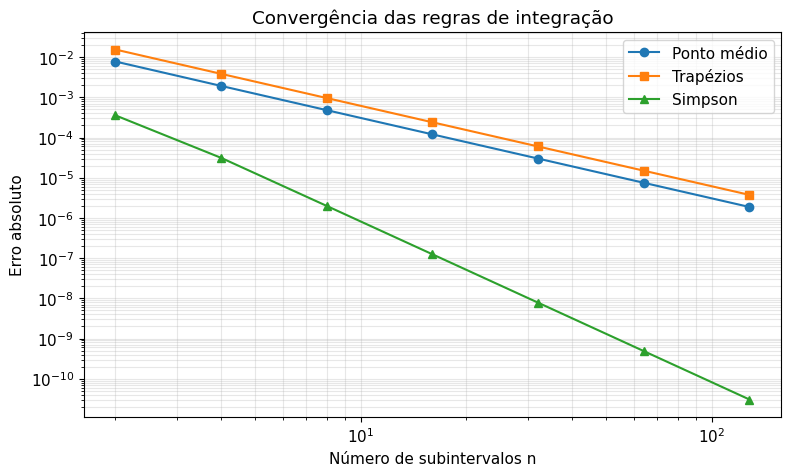 Convergência das regras de integração
Ponto médio
Trapézios
Simpson
Erro absoluto
10⁻²
10⁻³
10⁻⁴
10⁻⁵
10⁻⁶
10⁻⁷
10⁻⁸
10⁻⁹
10⁻¹⁰
10¹
10²
Número de subintervalos n